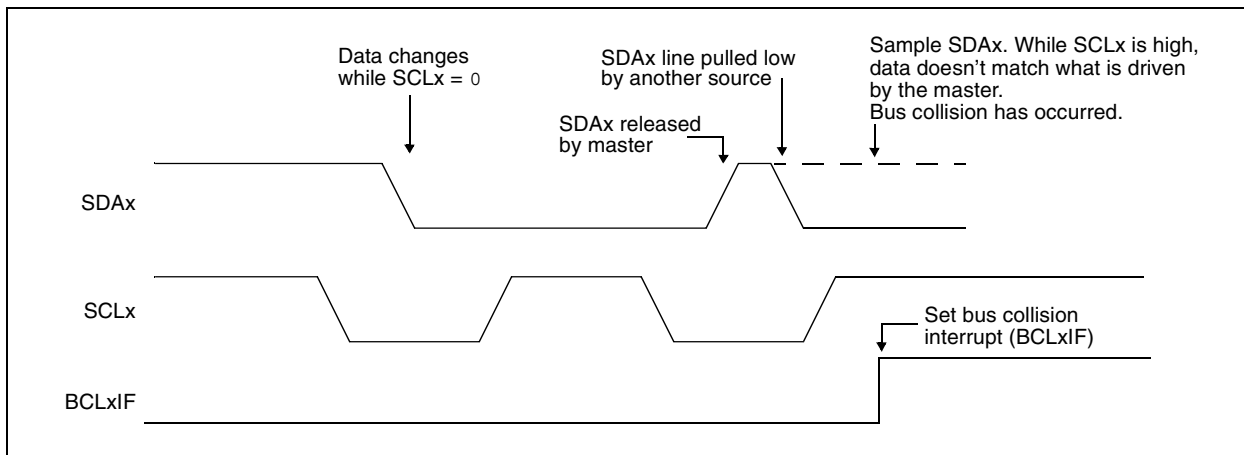 Data changes
while SCLx = 0
SDAx line pulled low
by another source
Sample SDAx. While SCLx is high,
data doesn't match what is driven
by the master.
Bus collision has occurred.
SDAx released
by master
SDAx
SCLx
Set bus collision
interrupt (BCLxIF)
BCLxIF